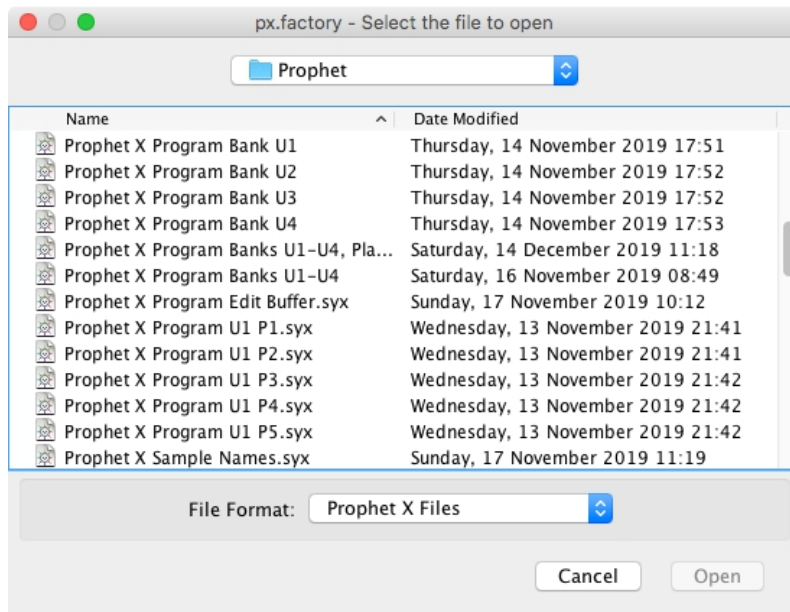 px.factory - Select the file to open
Prophet
Name Date Modified
Prophet X Program Bank U1 Thursday, 14 November 2019 17:51
Prophet X Program Bank U2 Thursday, 14 November 2019 17:52
Prophet X Program Bank U3 Thursday, 14 November 2019 17:52
Prophet X Program Bank U4 Thursday, 14 November 2019 17:53
Prophet X Program Banks U1-U4, Pla... Saturday, 14 December 2019 11:18
Prophet X Program Banks U1-U4 Saturday, 16 November 2019 08:49
Prophet X Program Edit Buffer.syx Sunday, 17 November 2019 10:12
Prophet X Program U1 P1.syx Wednesday, 13 November 2019 21:41
Prophet X Program U1 P2.syx Wednesday, 13 November 2019 21:41
Prophet X Program U1 P3.syx Wednesday, 13 November 2019 21:42
Prophet X Program U1 P4.syx Wednesday, 13 November 2019 21:42
Prophet X Program U1 P5.syx Wednesday, 13 November 2019 21:42
Prophet X Sample Names.syx Sunday, 17 November 2019 11:19
File Format: Prophet X Files
Cancel Open